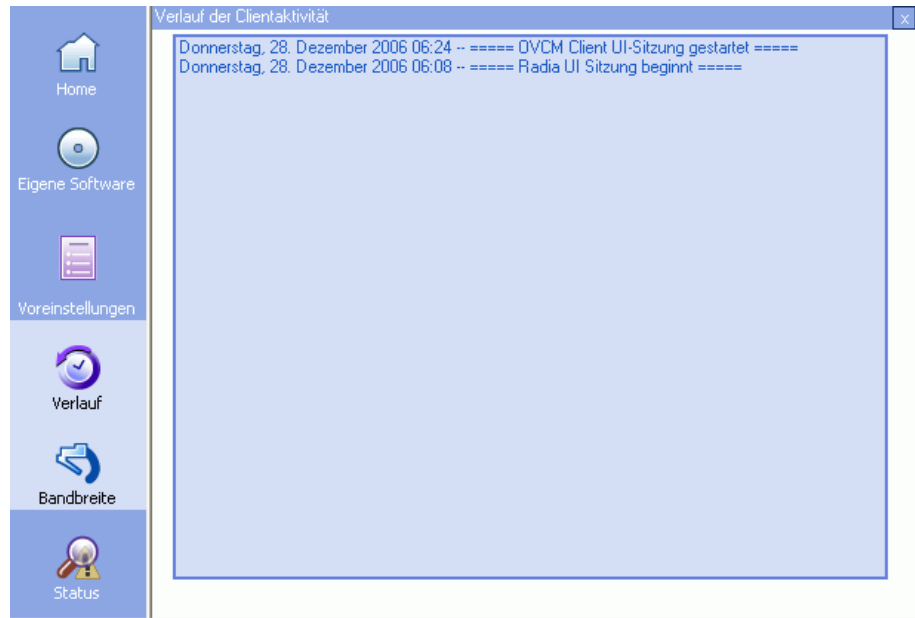 Verlauf der Clientaktivität
x
Donnerstag, 28. Dezember 2006 06:24 -- ===== OVCM Client UI-Sitzung gestartet =====
Donnerstag, 28. Dezember 2006 06:08 -- ===== Radia UI Sitzung beginnt =====
Home
Eigene Software
Voreinstellungen
Verlauf
Bandbreite
Status